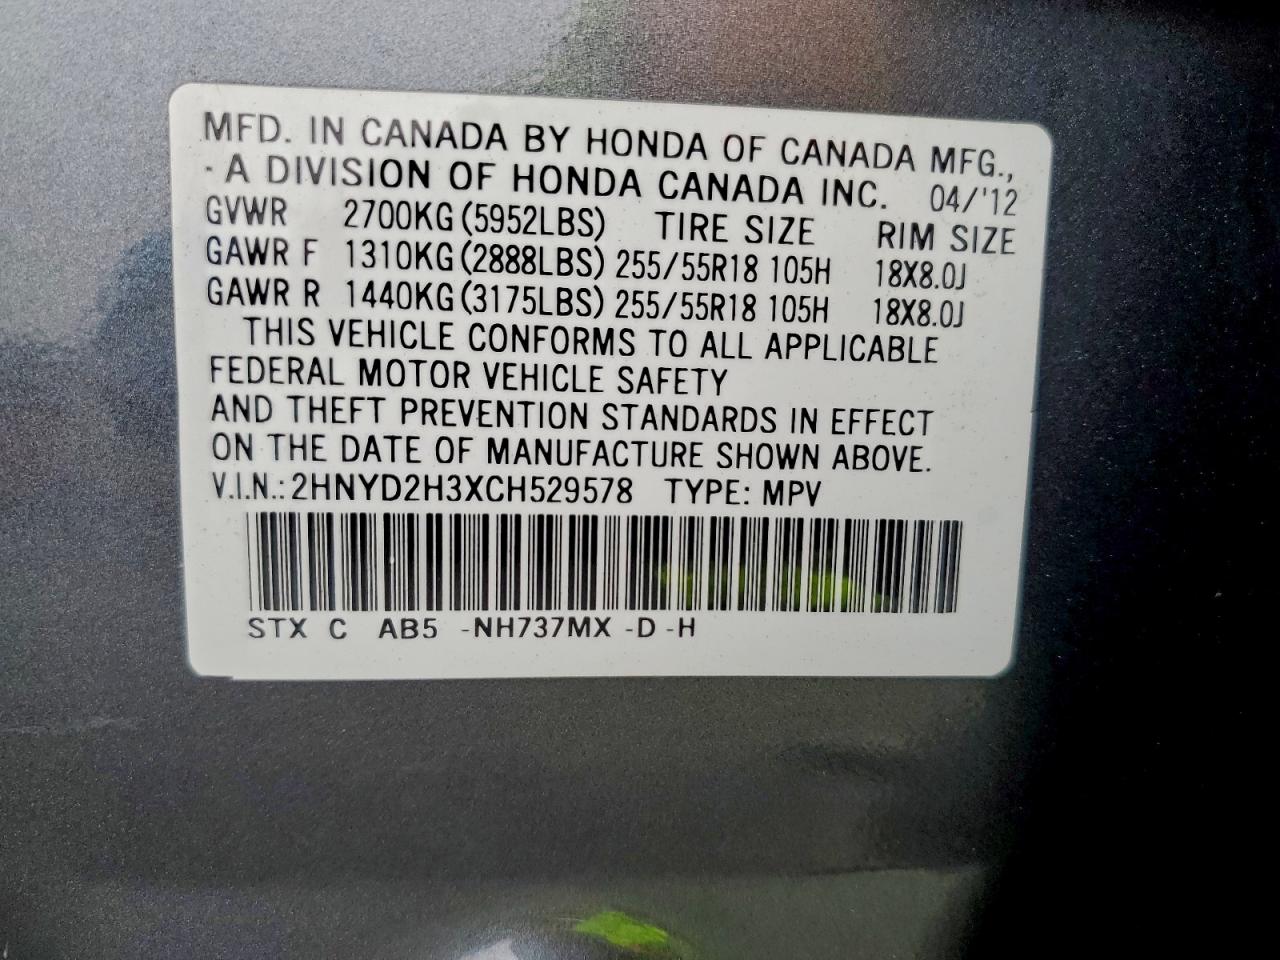 MFD. IN CANADA BY HONDA OF CANADA MFG.,
· A DIVISION OF HONDA CANADA INC. 04/'12
GVWR 2700KG(5952LBS) TIRE SIZE RIM SIZE
GAWR F 1310KG(2888LBS) 255/55R18 105H 18X8.0J
GAWR R 1440KG(3175LBS) 255/55R18 105H 18X8.0J
THIS VEHICLE CONFORMS TO ALL APPLICABLE
FEDERAL MOTOR VEHICLE SAFETY
AND THEFT PREVENTION STANDARDS IN EFFECT
ON THE DATE OF MANUFACTURE SHOWN ABOVE.
V.I.N.: 2HNYD2H3XCH529578 TYPE: MPV
STX C AB5 -NH737MX -D -H